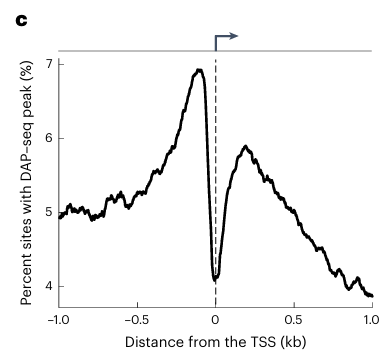 c
Percent sites with DAP–seq peak (%)
7
6
5
4
–1.0 –0.5 0 0.5 1.0
Distance from the TSS (kb)